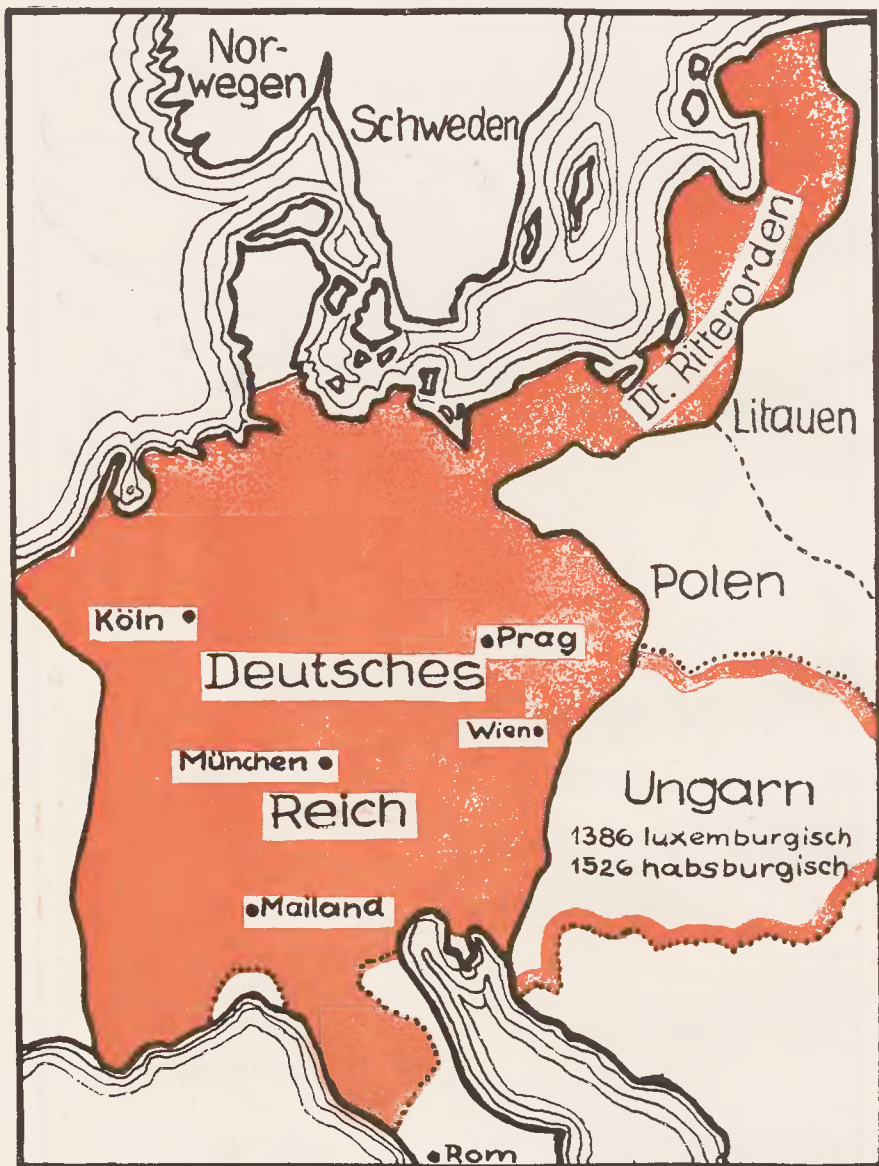 Nor-
wegen
Schweden
Dt. Ritterorden
Litauen
Polen
Köln
Prag
Deutsches
Wien
München
Reich
Ungarn
1386 luxemburgisch
1526 habsburgisch
Mailand
Rom